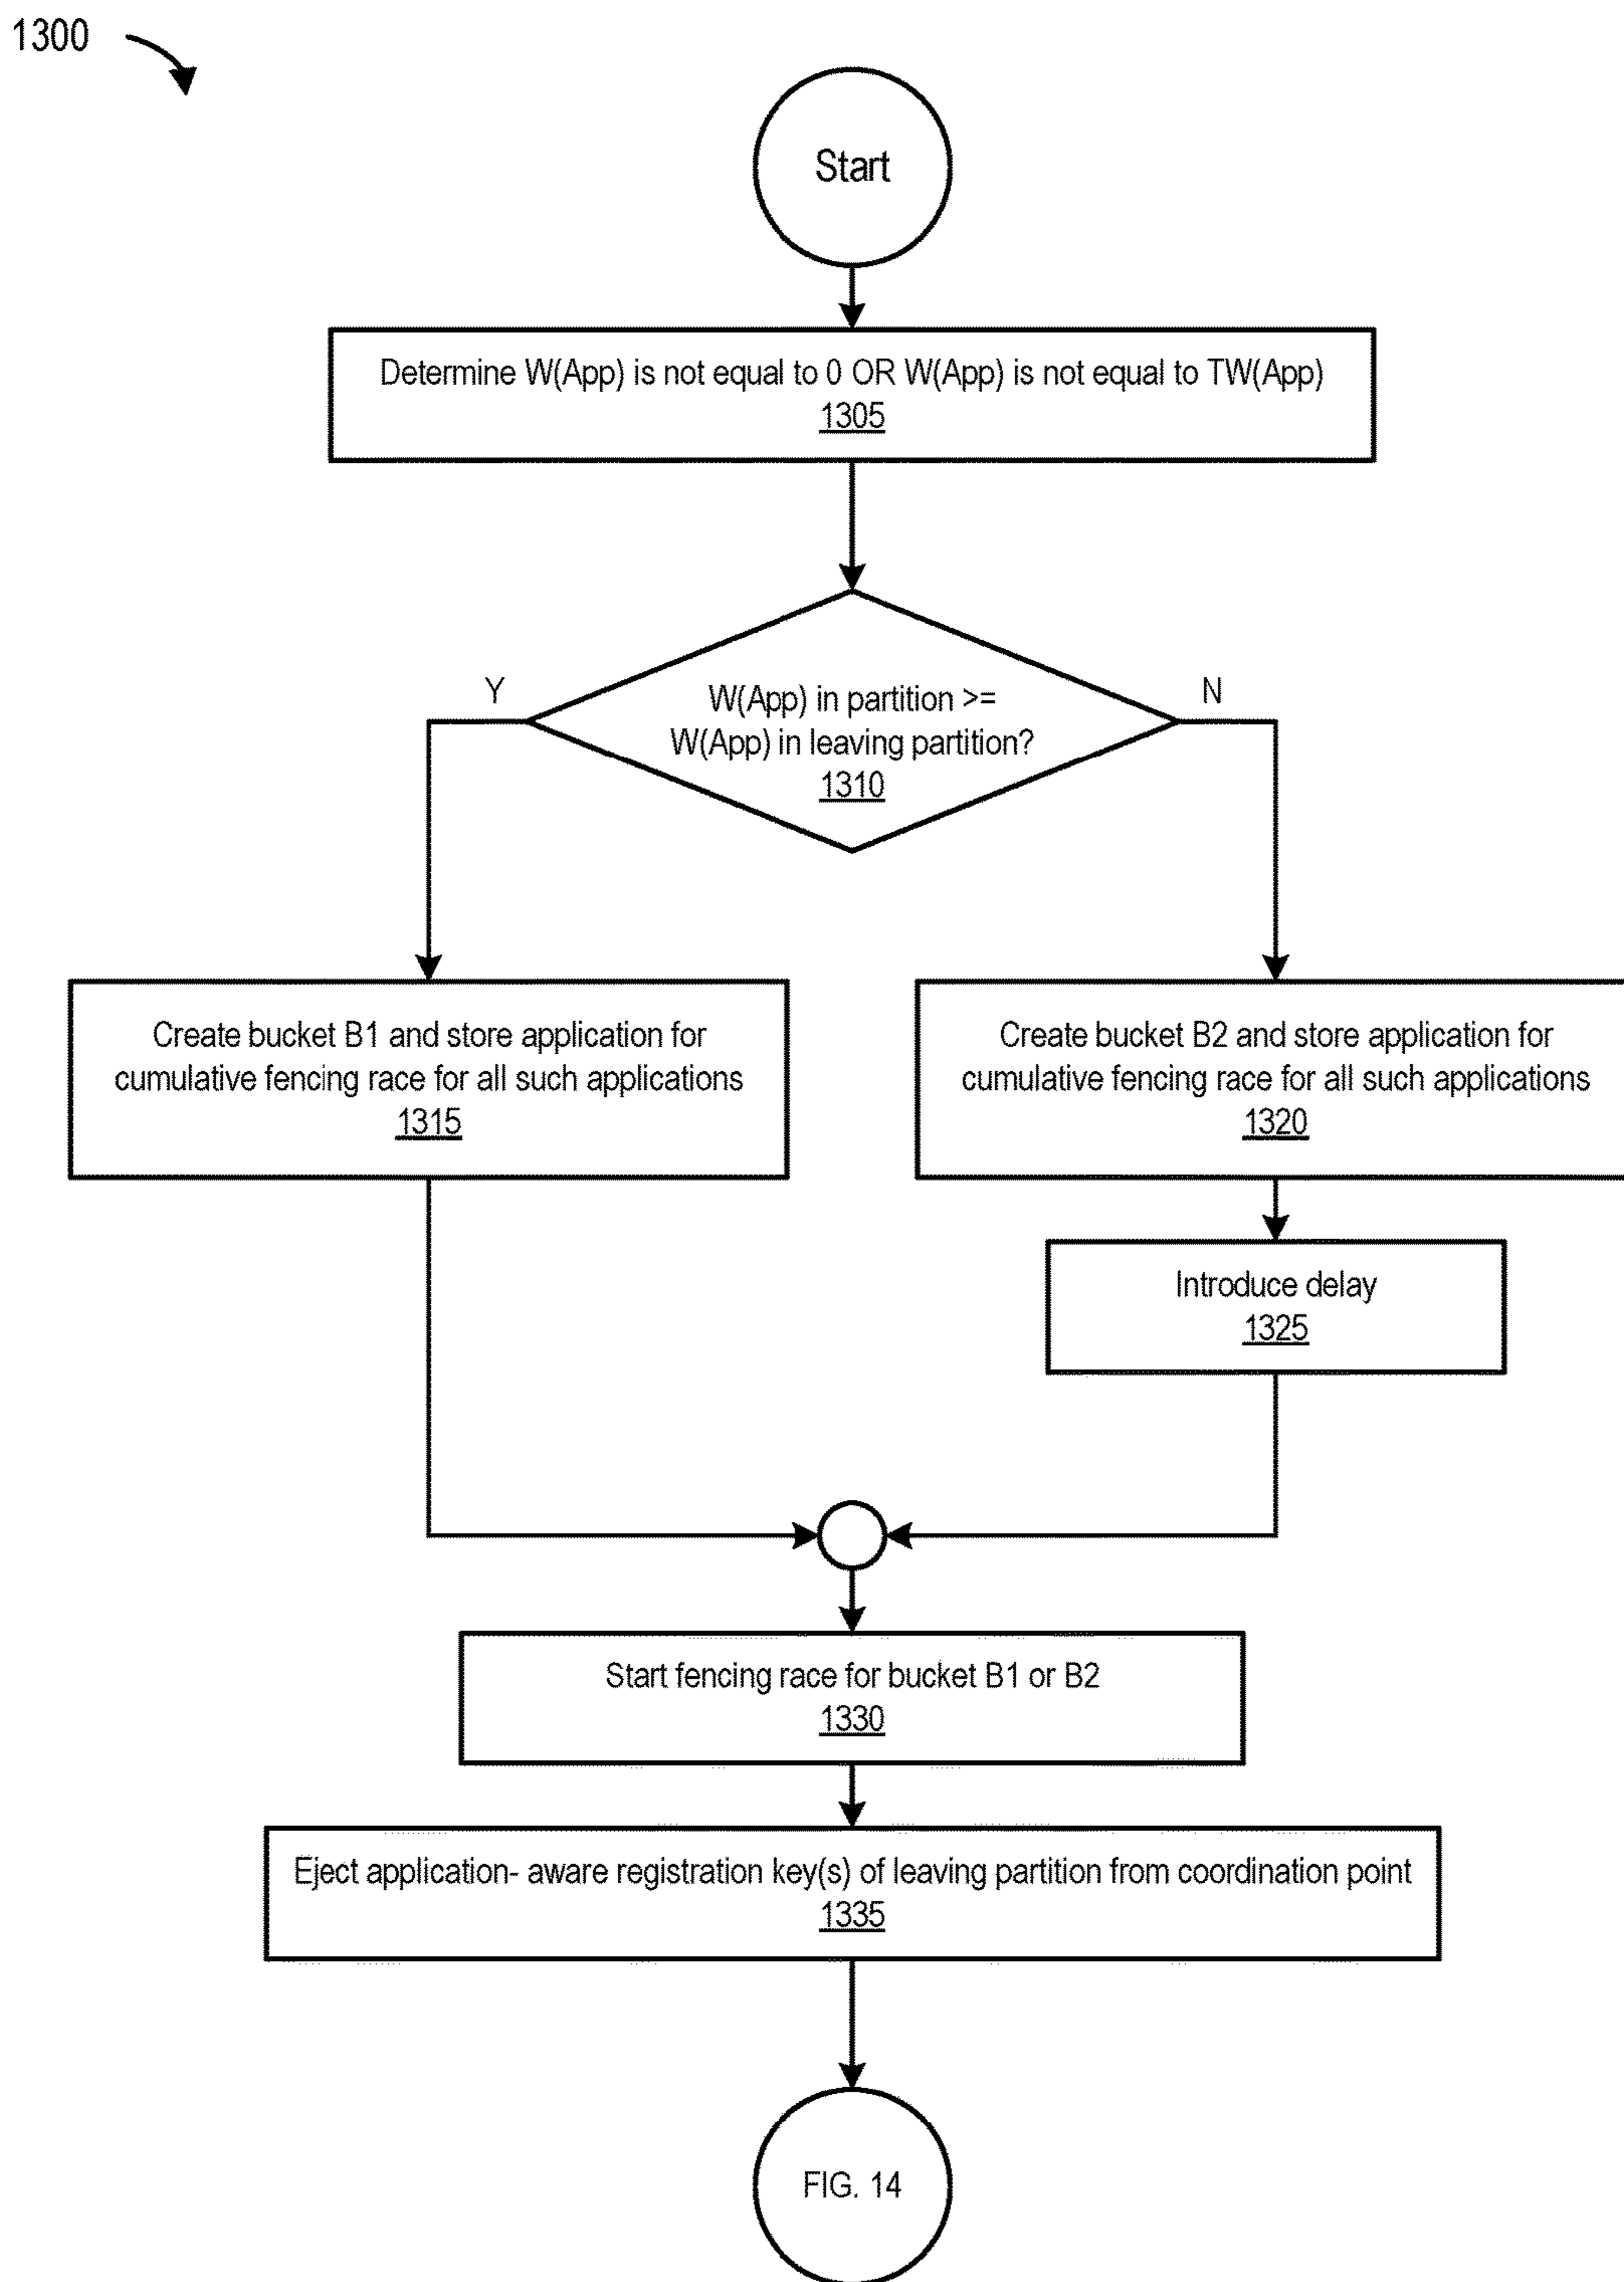 1300
Start
Determine W(App) is not equal to 0 OR W(App) is not equal to TW(App)
1305
Y
N
W(App) in partition >=
W(App) in leaving partition?
1310
Create bucket B1 and store application for
cumulative fencing race for all such applications
1315
Create bucket B2 and store application for
cumulative fencing race for all such applications
1320
Introduce delay
1325
Start fencing race for bucket B1 or B2
1330
Eject application- aware registration key(s) of leaving partition from coordination point
1335
FIG. 14